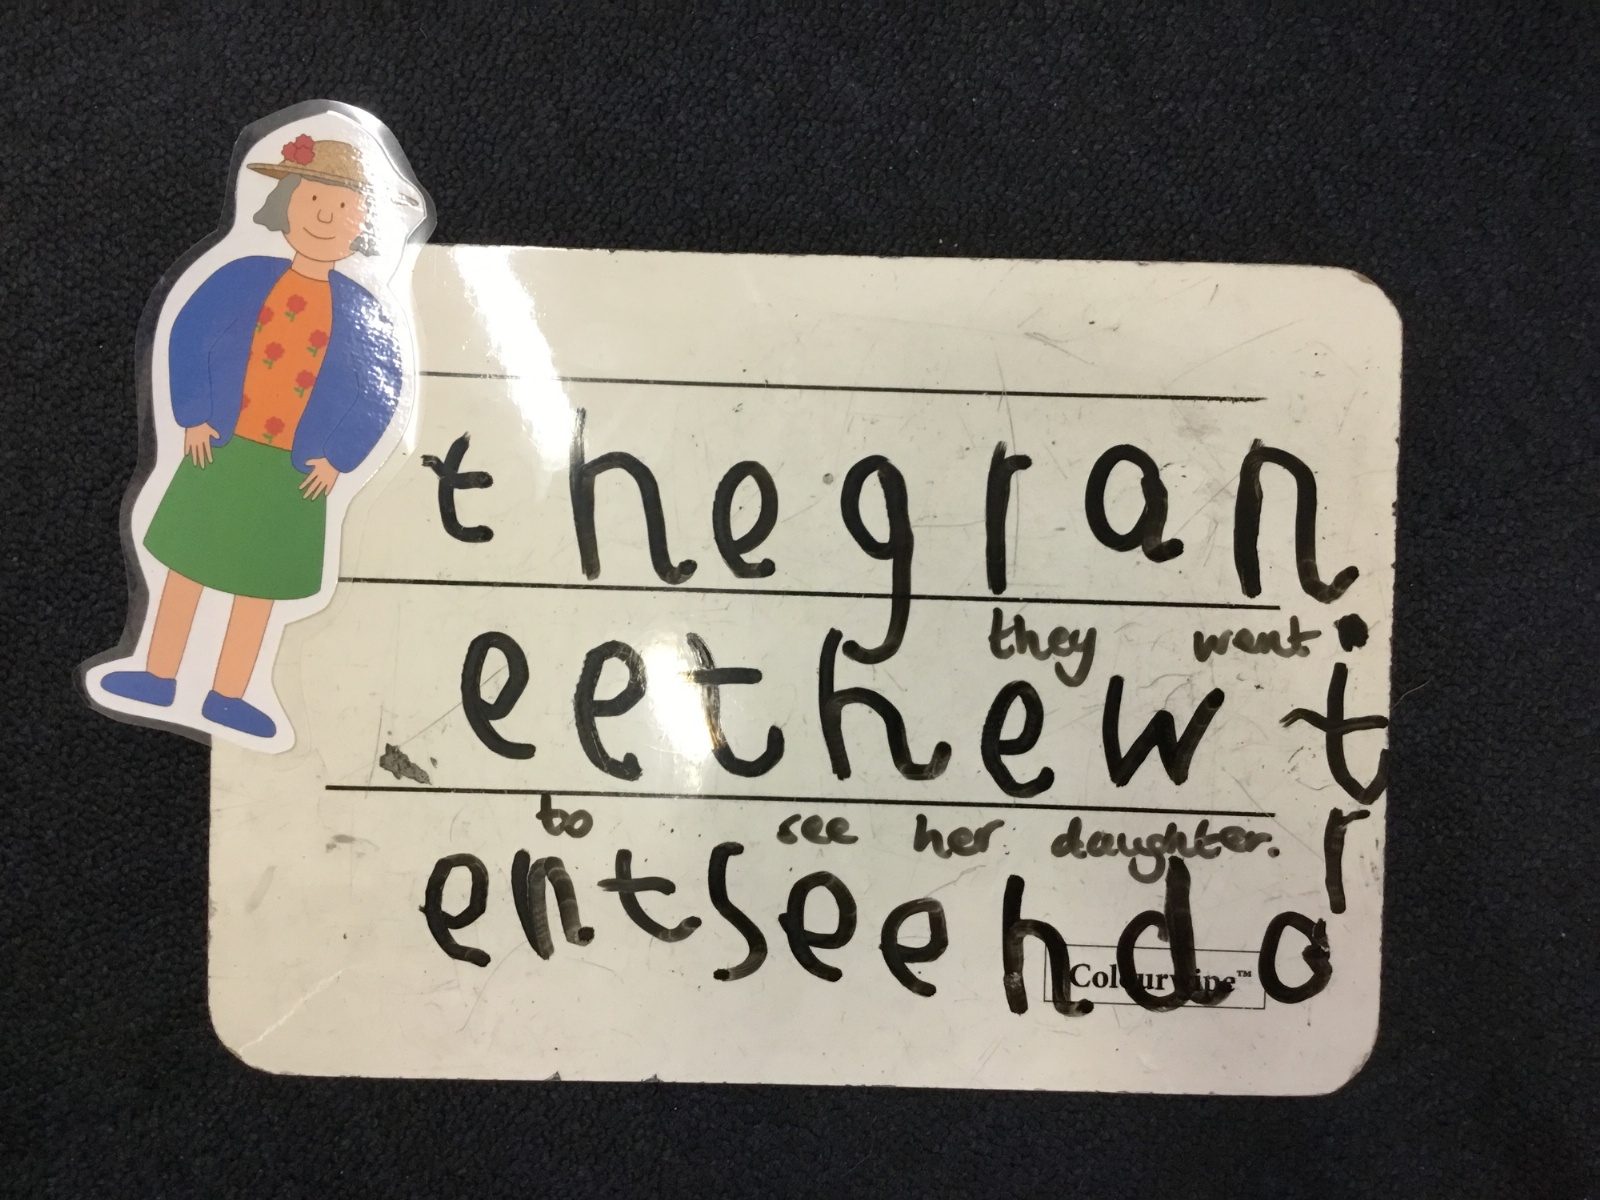 thegran
they went
eethewt
to see her daughter.
r
entseehdo
Colourwipe™